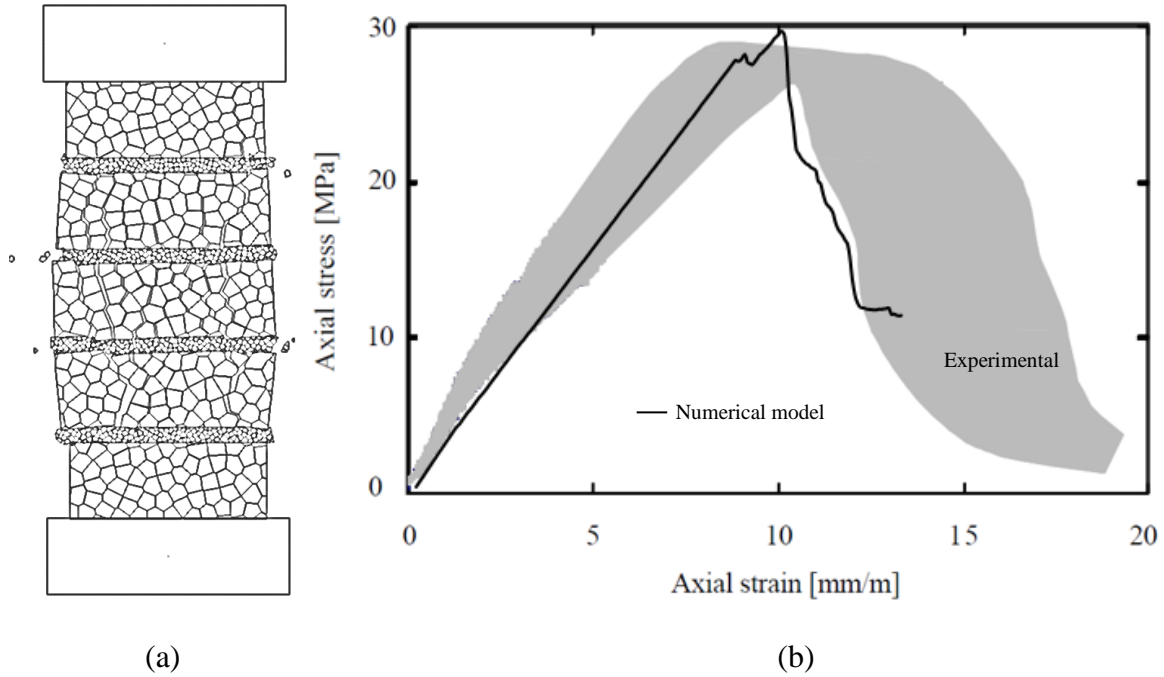 30
20
10
0
Axial stress [MPa]
Experimental
Numerical model
0 5 10 15 20
Axial strain [mm/m]
(a) (b)